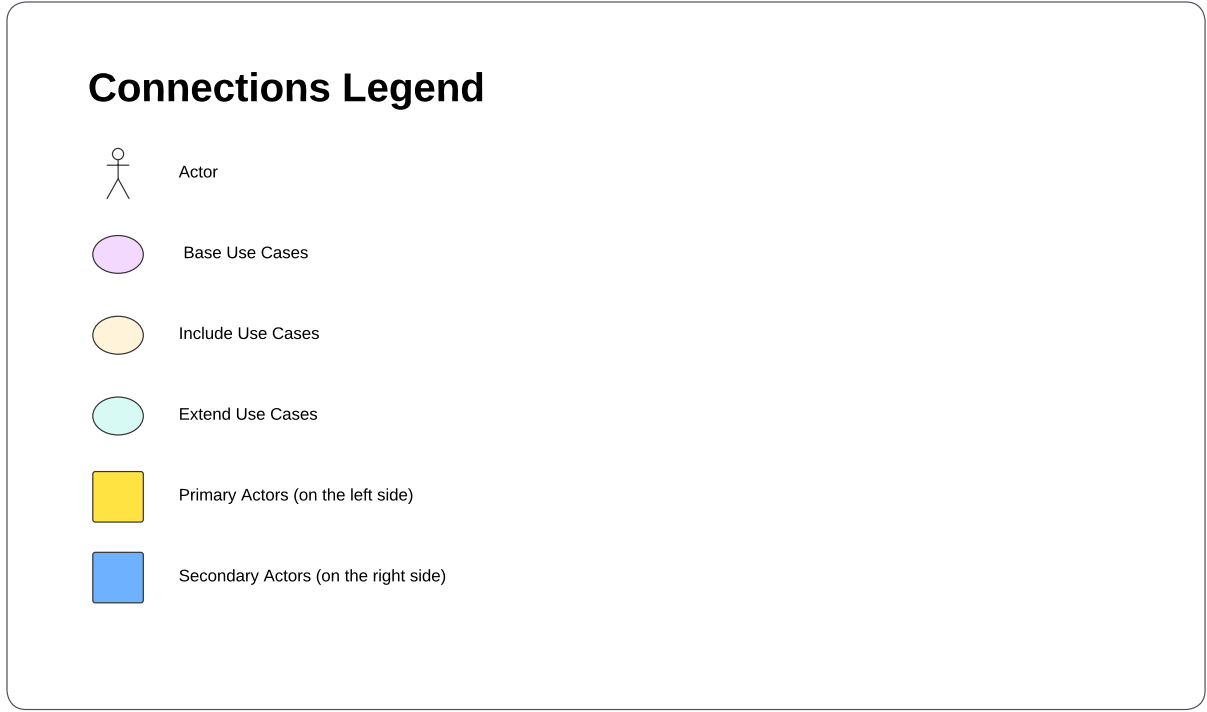 Connections Legend
Actor
Base Use Cases
Include Use Cases
Extend Use Cases
Primary Actors (on the left side)
Secondary Actors (on the right side)